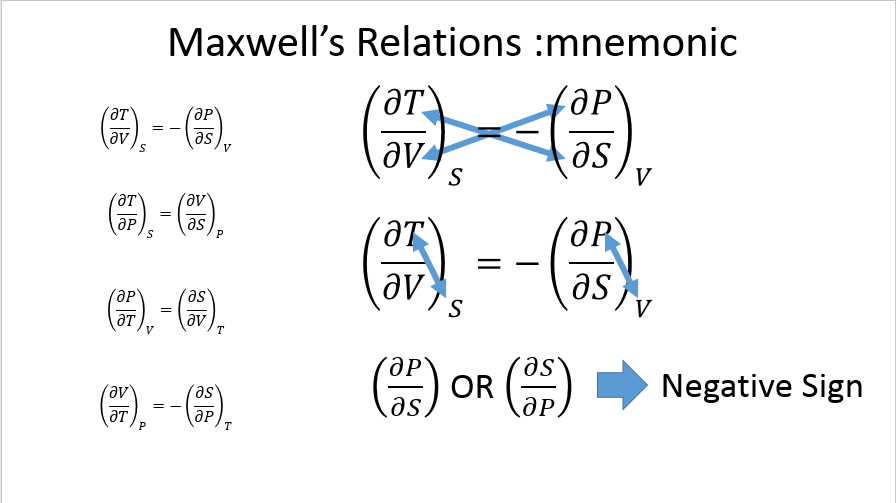 Maxwell's Relations :mnemonic
(∂T/∂V)_S = −(∂P/∂S)_V
(∂T/∂P)_S = (∂V/∂S)_P
(∂P/∂T)_V = (∂S/∂V)_T
(∂V/∂T)_P = −(∂S/∂P)_T
(∂T/∂V)_S = −(∂P/∂S)_V
(∂T/∂V)_S = −(∂P/∂S)_V
(∂P/∂S) OR (∂S/∂P) Negative Sign